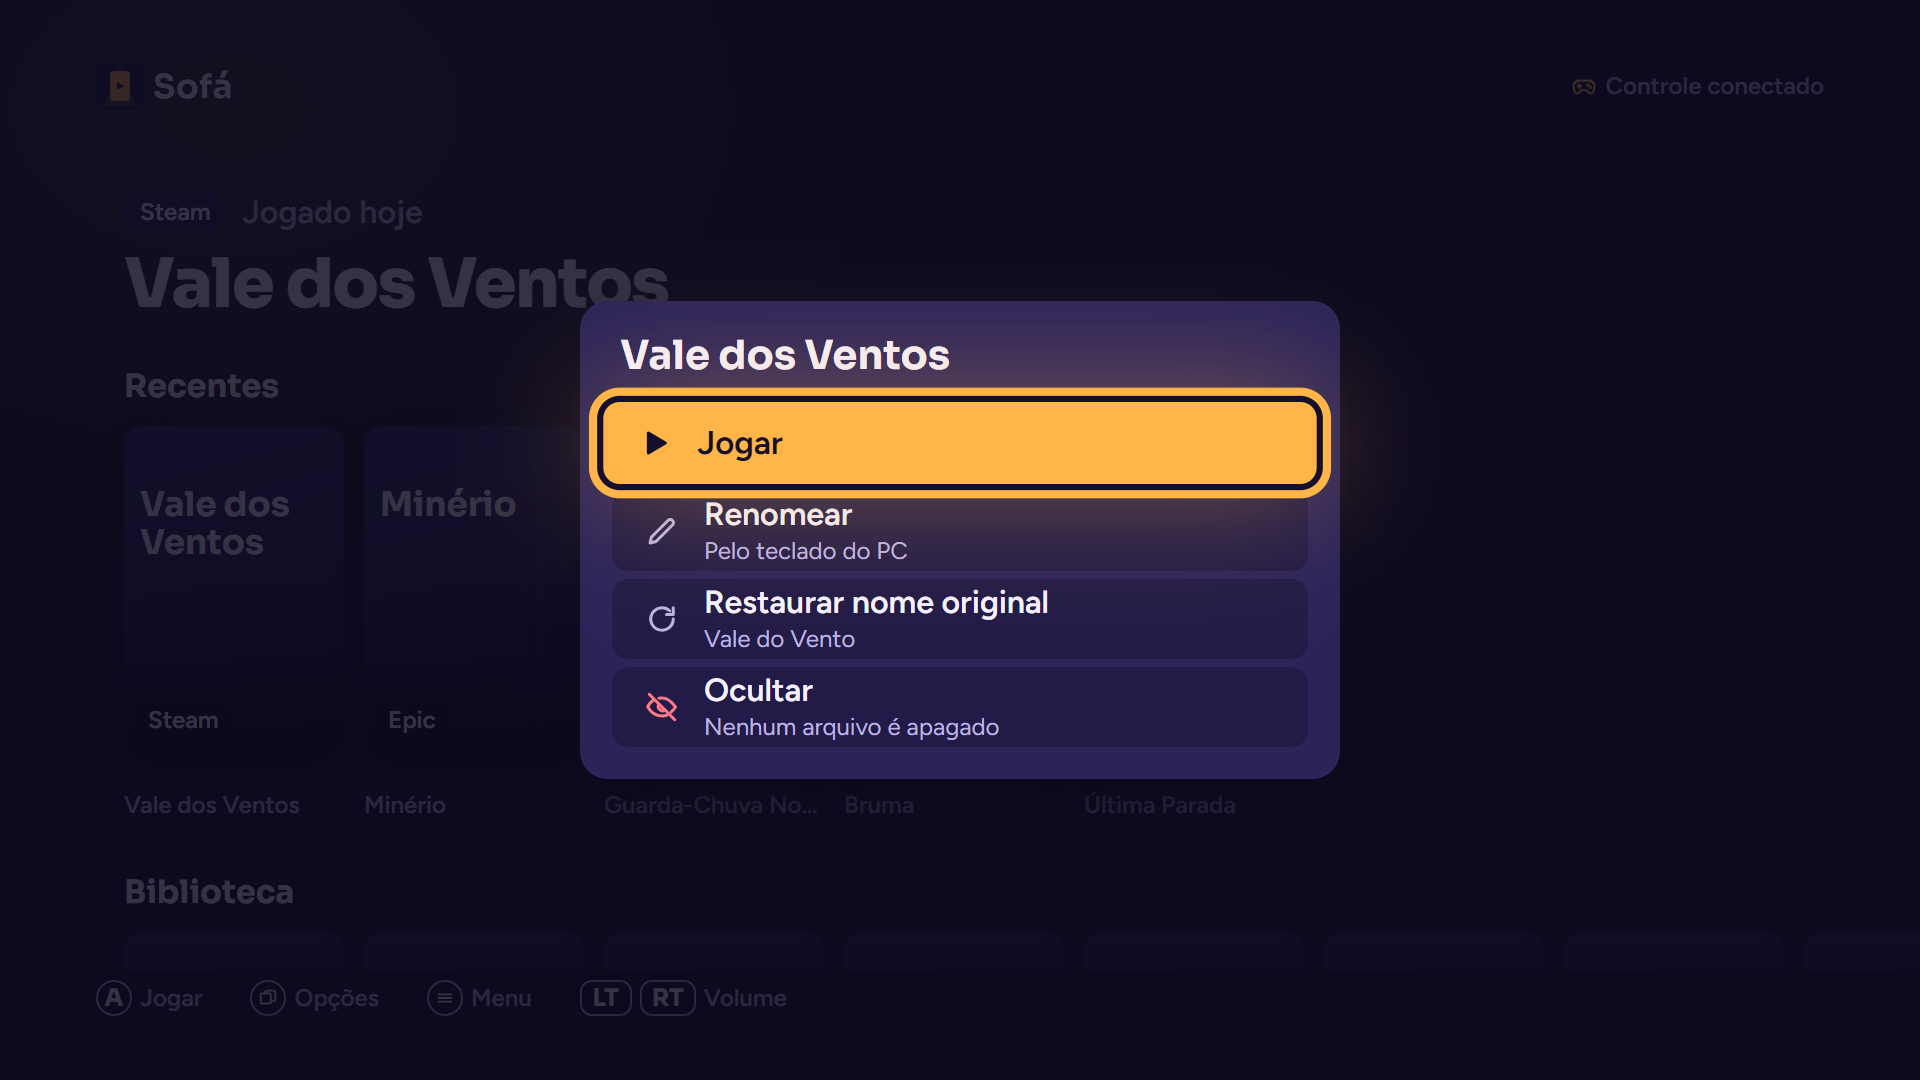 Sofá
Controle conectado
Steam Jogado hoje
Vale dos Ventos
Recentes
Vale dos
Ventos
Steam
Vale dos Ventos
Minério
Epic
Minério
Guarda-Chuva No...
Bruma
Última Parada
Vale dos Ventos
Jogar
Renomear
Pelo teclado do PC
Restaurar nome original
Vale do Vento
Ocultar
Nenhum arquivo é apagado
Biblioteca
A Jogar
Opções
Menu
LT RT Volume